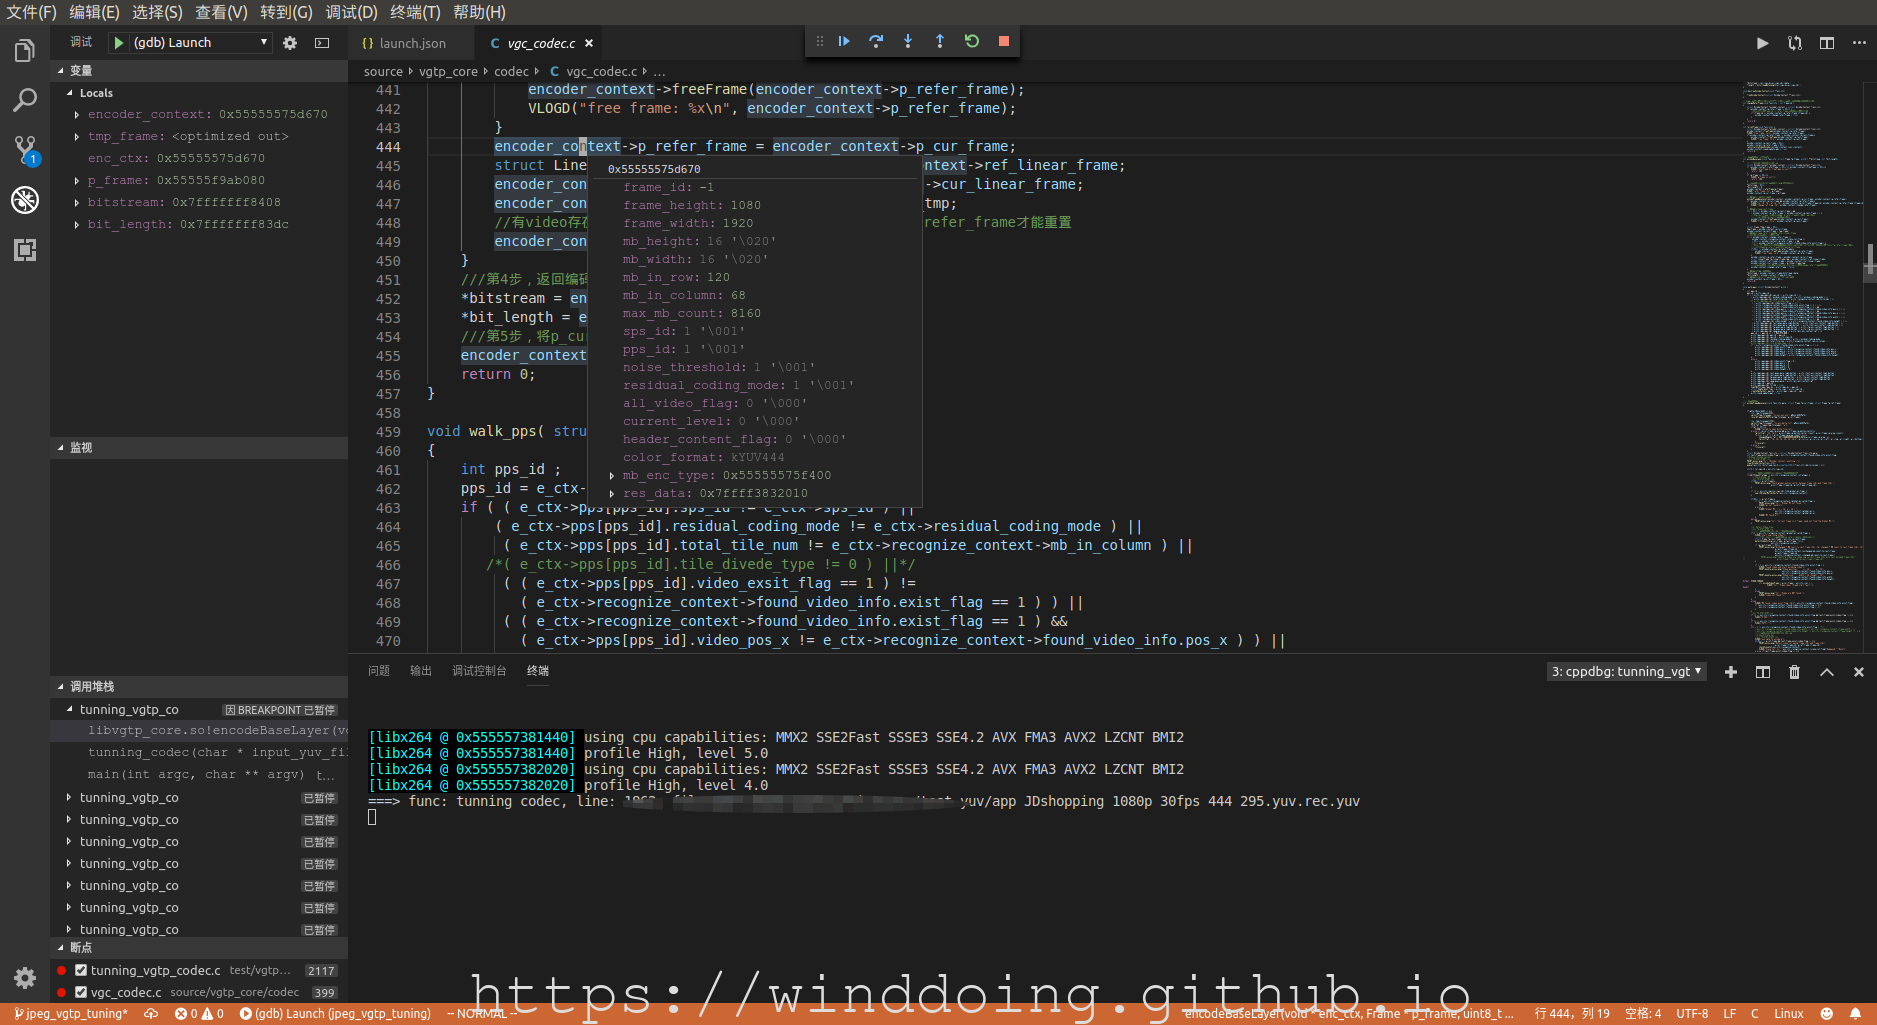 文件(F) 编辑(E) 选择(S) 查看(V) 转到(G) 调试(D) 终端(T) 帮助(H)
调试 (gdb) Launch
变量
Locals
encoder_context: 0x55555575d670
tmp_frame: <optimized out>
enc_ctx: 0x55555575d670
p_frame: 0x55555f9ab080
bitstream: 0x7fffffff8408
bit_length: 0x7fffffff83dc
监视
调用堆栈
tunning_vgtp_co 因 BREAKPOINT 已暂停
libvgtp_core.so!encodeBaseLayer(vo
tunning_codec(char * input_yuv_fil
main(int argc, char ** argv) t...
tunning_vgtp_co 已暂停
tunning_vgtp_co 已暂停
tunning_vgtp_co 已暂停
tunning_vgtp_co 已暂停
tunning_vgtp_co 已暂停
tunning_vgtp_co 已暂停
tunning_vgtp_co 已暂停
断点
tunning_vgtp_codec.c test/vgtp... 2117
vgc_codec.c source/vgtp_core/codec 399
{} launch.json C vgc_codec.c ×
source › vgtp_core › codec › C vgc_codec.c › ...
441 encoder_context->freeFrame(encoder_context->p_refer_frame);
442 VLOGD("free frame: %x\n", encoder_context->p_refer_frame);
443 }
444 encoder_context->p_refer_frame = encoder_context->p_cur_frame;
445 struct Line ntext->ref_linear_frame;
446 encoder_con ->cur_linear_frame;
447 encoder_con _tmp;
448 //有video存在 refer_frame才能重置
449 encoder_con
450 }
451 ///第4步，返回编码
452 *bitstream = en
453 *bit_length = e
454 ///第5步，将p_cu
455 encoder_context
456 return 0;
457 }
458
459 void walk_pps( stru
460 {
461 int pps_id ;
462 pps_id = e_ctx-
463 if ( ( e_ctx->pps[pps_id].sps_id != e_ctx->sps_id ) ||
464 ( e_ctx->pps[pps_id].residual_coding_mode != e_ctx->residual_coding_mode ) ||
465 ( e_ctx->pps[pps_id].total_tile_num != e_ctx->recognize_context->mb_in_column ) ||
466 /*( e_ctx->pps[pps_id].tile_divede_type != 0 ) ||*/
467 ( ( e_ctx->pps[pps_id].video_exsit_flag == 1 ) !=
468 ( e_ctx->recognize_context->found_video_info.exist_flag == 1 ) ) ||
469 ( ( e_ctx->recognize_context->found_video_info.exist_flag == 1 ) &&
470 ( e_ctx->pps[pps_id].video_pos_x != e_ctx->recognize_context->found_video_info.pos_x ) ) ||
0x55555575d670
frame_id: -1
frame_height: 1080
frame_width: 1920
mb_height: 16 '\020'
mb_width: 16 '\020'
mb_in_row: 120
mb_in_column: 68
max_mb_count: 8160
sps_id: 1 '\001'
pps_id: 1 '\001'
noise_threshold: 1 '\001'
residual_coding_mode: 1 '\001'
all_video_flag: 0 '\000'
current_level: 0 '\000'
header_content_flag: 0 '\000'
color_format: kYUV444
mb_enc_type: 0x55555575f400
res_data: 0x7ffff3832010
问题 输出 调试控制台 终端 3: cppdbg: tunning_vgt
[libx264 @ 0x555557381440] using cpu capabilities: MMX2 SSE2Fast SSSE3 SSE4.2 AVX FMA3 AVX2 LZCNT BMI2
[libx264 @ 0x555557381440] profile High, level 5.0
[libx264 @ 0x555557382020] using cpu capabilities: MMX2 SSE2Fast SSSE3 SSE4.2 AVX FMA3 AVX2 LZCNT BMI2
[libx264 @ 0x555557382020] profile High, level 4.0
===> func: tunning codec, line: yuv/app JDshopping 1080p 30fps 444 295.yuv.rec.yuv
https://winddoing.github.io
1
jpeg_vgtp_tuning* 0 0 (gdb) Launch (jpeg_vgtp_tuning) -- NORMAL -- encodeBaseLayer(void * enc_ctx, Frame * p_frame, uint8_t ... 行 444，列 19 空格: 4 UTF-8 LF C Linux